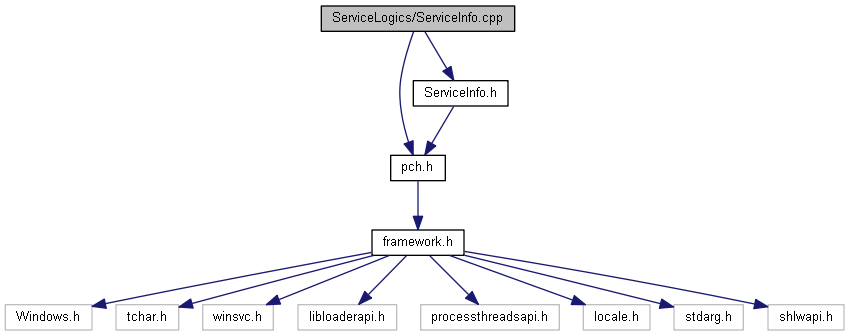 ServiceLogics/ServiceInfo.cpp
ServiceInfo.h
pch.h
framework.h
Windows.h
tchar.h
winsvc.h
libloaderapi.h
processthreadsapi.h
locale.h
stdarg.h
shlwapi.h